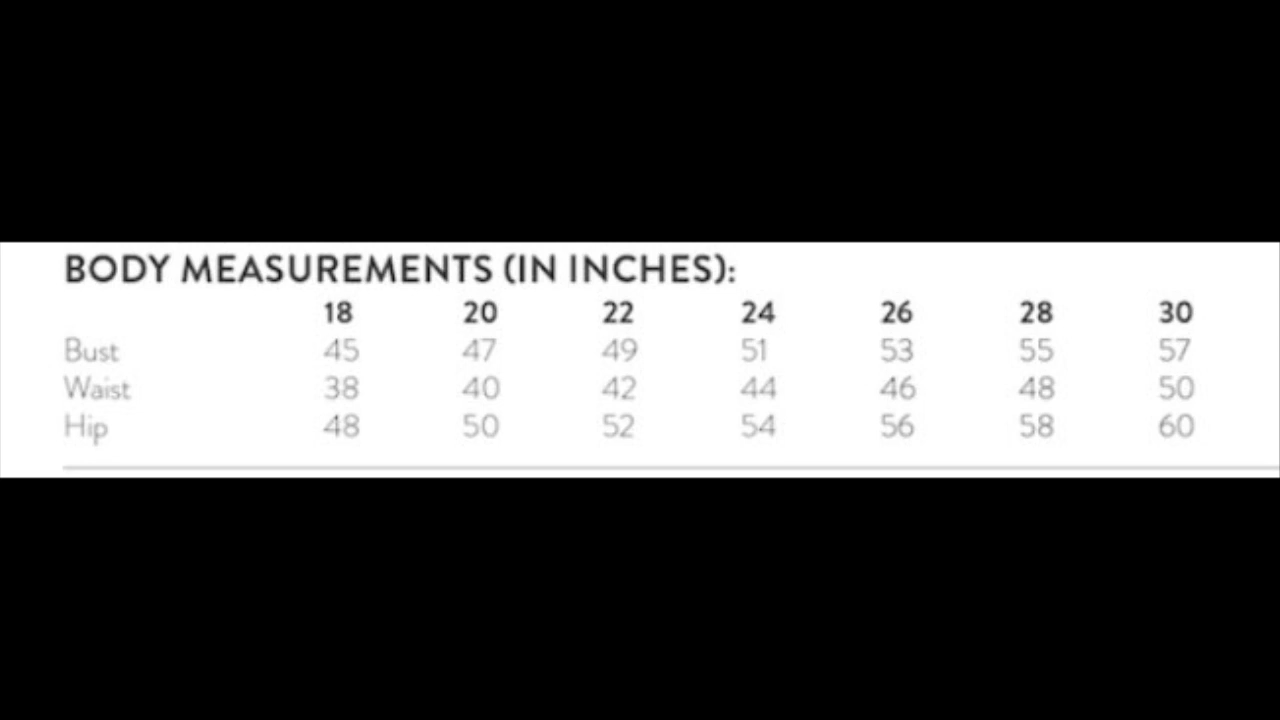 BODY MEASUREMENTS (IN INCHES):
18 20 22 24 26 28 30
Bust 45 47 49 51 53 55 57
Waist 38 40 42 44 46 48 50
Hip 48 50 52 54 56 58 60